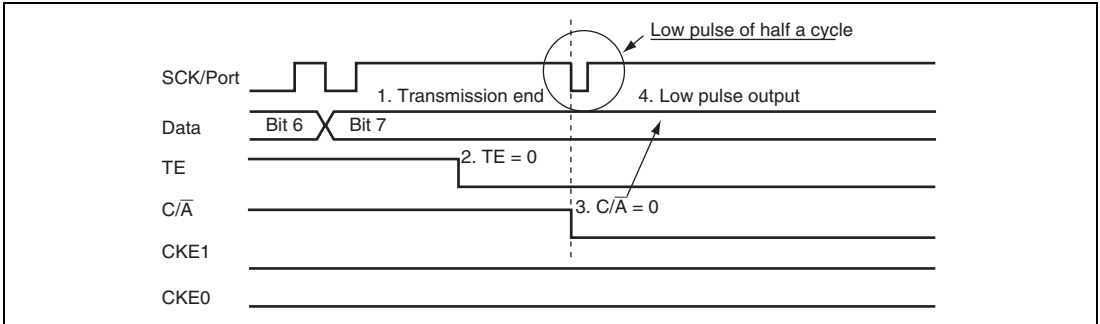 Low pulse of half a cycle
SCK/Port
1. Transmission end
4. Low pulse output
Data
Bit 6
Bit 7
TE
2. TE = 0
C/A̅
3. C/A̅ = 0
CKE1
CKE0